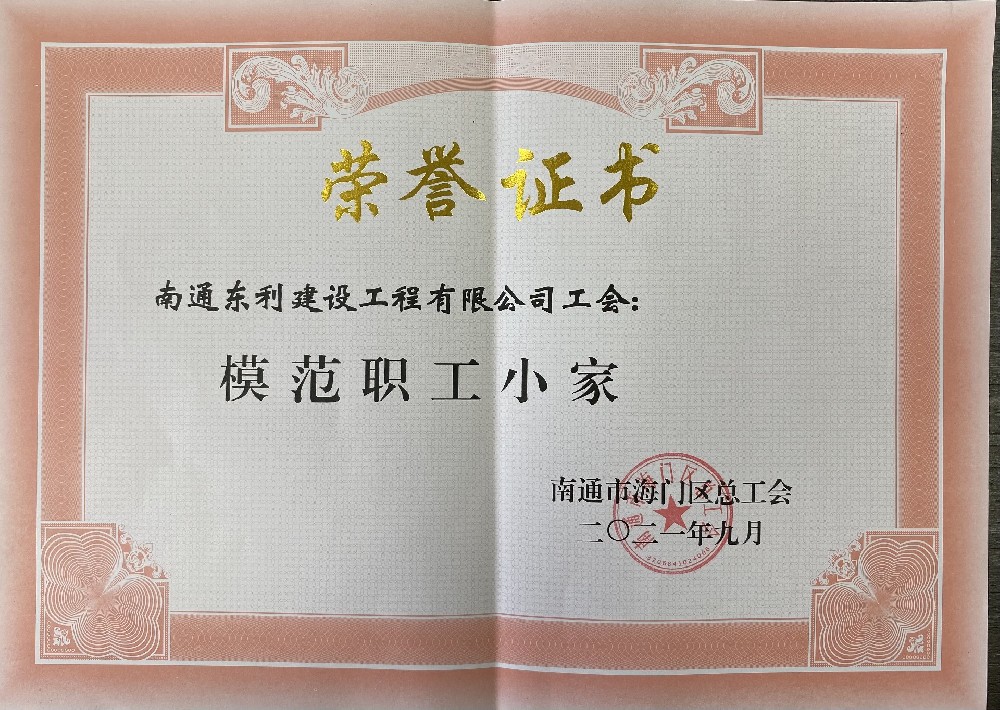 荣誉证书
南通东利建设工程有限公司工会：
模范职工小家
南通市海门区总工会
二〇二一年九月